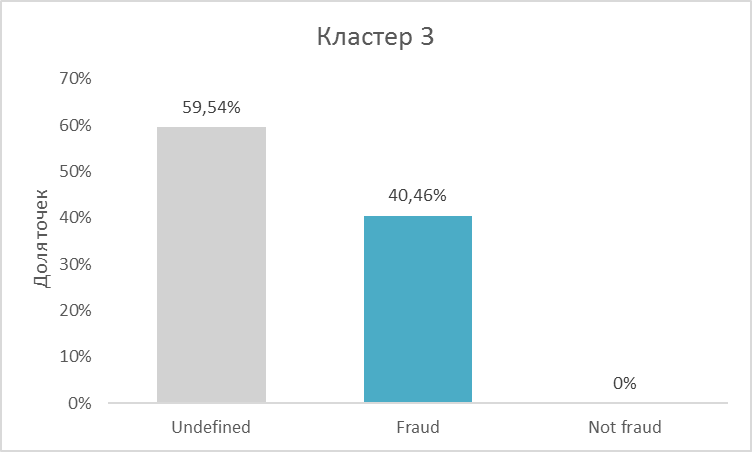 Кластер 3
70%
60%
50%
40%
30%
20%
10%
0%
Доля точек
59,54%
40,46%
0%
Undefined
Fraud
Not fraud